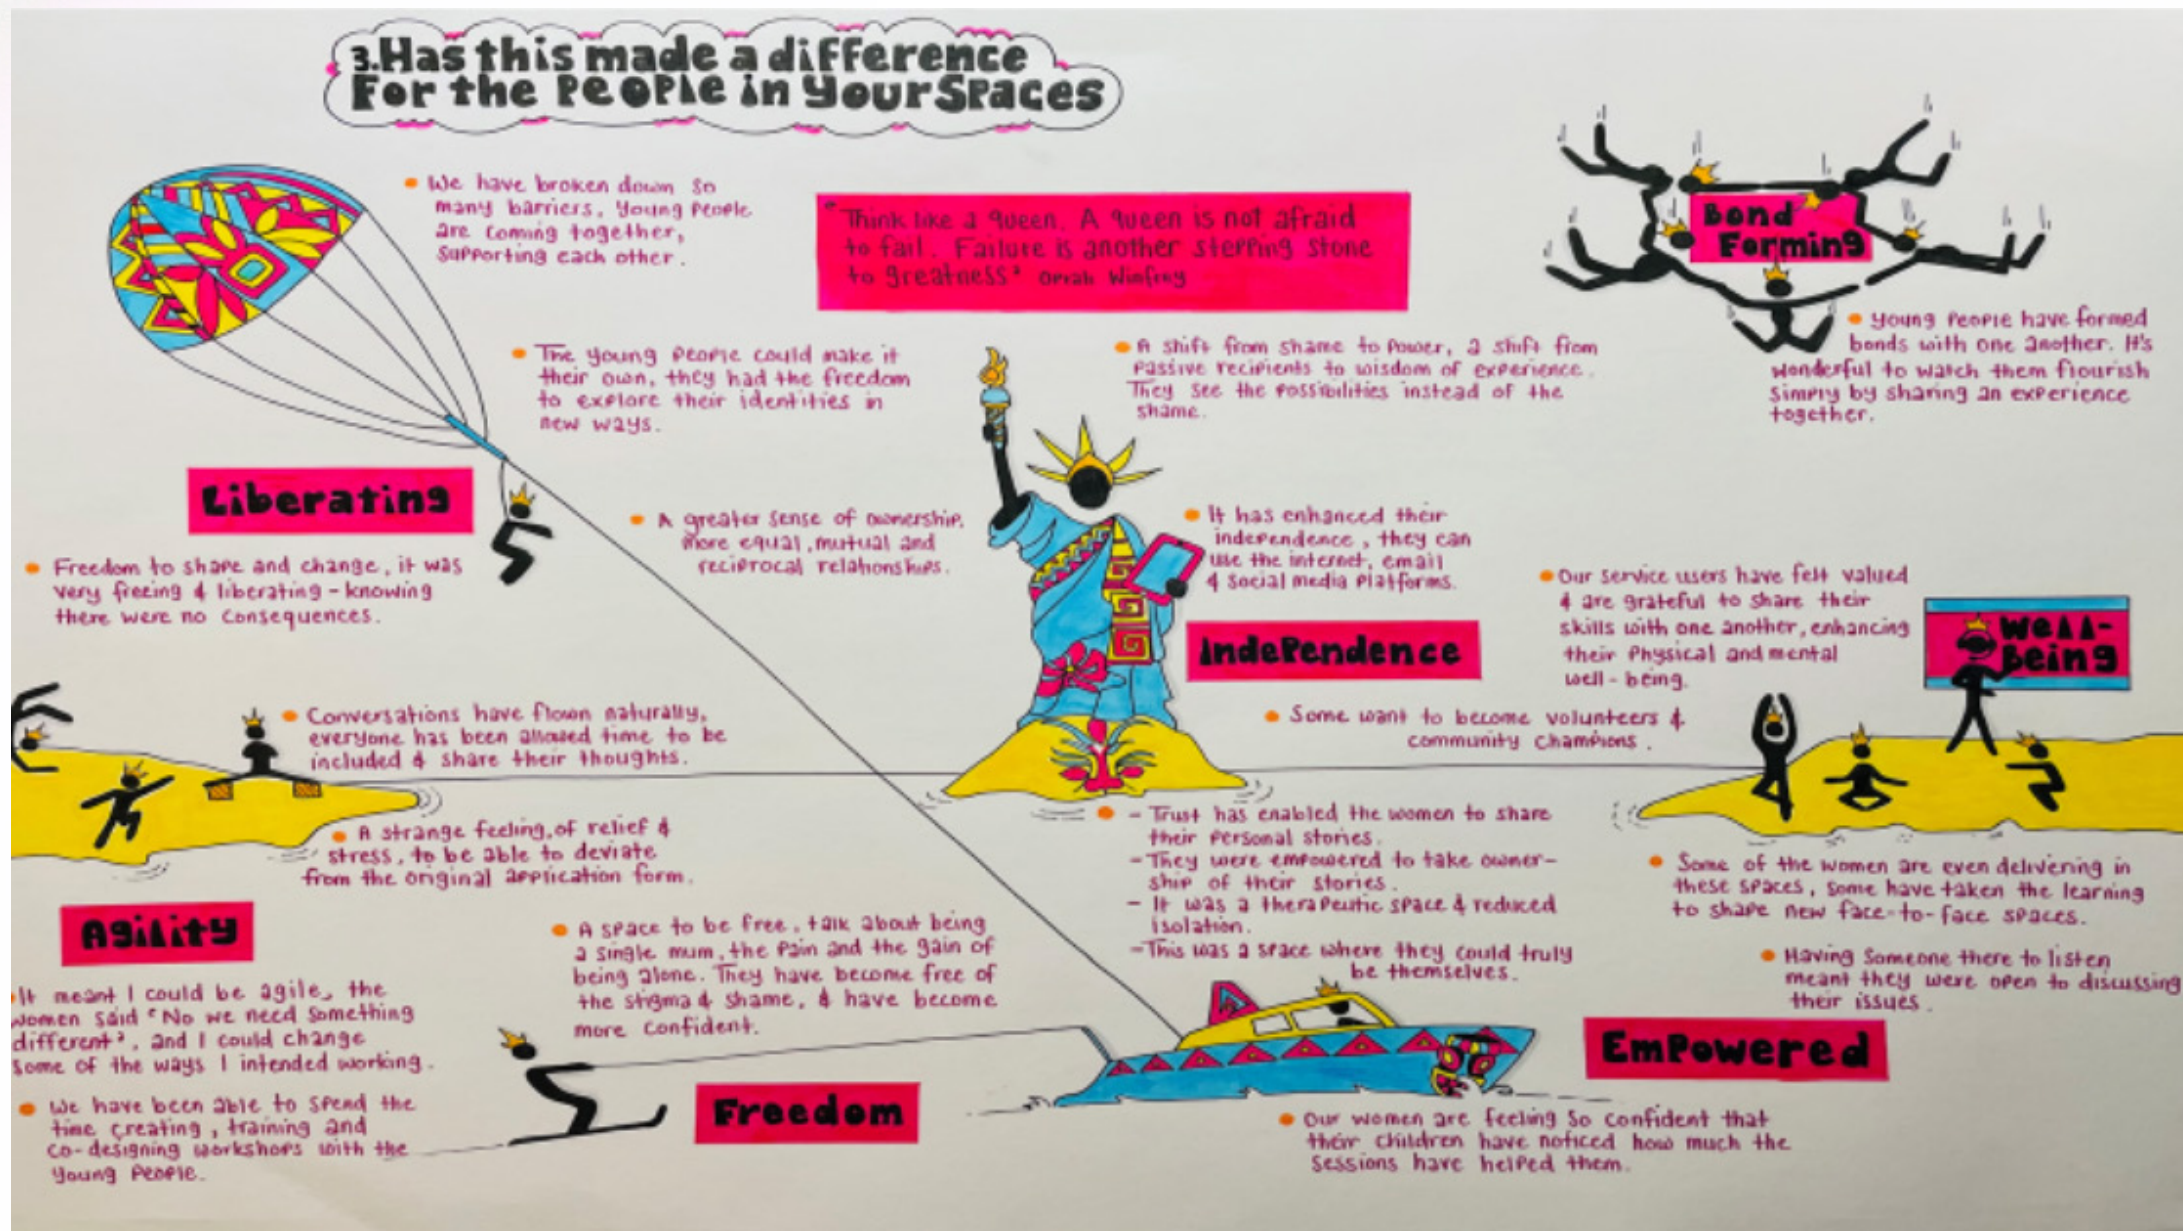 3.Has this made a difference
For the People in Your Spaces
We have broken down so
many barriers, Young People
are coming together,
supporting each other.
"Think like a queen. A queen is not afraid
to fail. Failure is another stepping stone
to greatness" Oprah Winfrey
Bond
Forming
Young People have formed
bonds with one another. It's
wonderful to watch them flourish
simply by sharing an experience
together.
The young people could make it
their own, they had the freedom
to explore their identities in
new ways.
A shift from shame to power, a shift from
passive recipients to wisdom of experience.
They see the possibilities instead of the
shame.
Liberating
Freedom to shape and change, it was
very freeing & liberating - knowing
there were no consequences.
A greater sense of ownership,
more equal, mutual and
reciprocal relationships.
It has enhanced their
independence, they can
use the internet, email
& social media platforms.
Independence
Our service users have felt valued
& are grateful to share their
skills with one another, enhancing
their physical and mental
well-being.
Well-
Being
Some want to become volunteers &
community champions.
Conversations have flown naturally,
everyone has been allowed time to be
included & share their thoughts.
A strange feeling, of relief &
stress, to be able to deviate
from the original application form.
- Trust has enabled the women to share
their personal stories.
- They were empowered to take owner-
ship of their stories.
- It was a therapeutic space & reduced
isolation.
- This was a space where they could truly
be themselves.
Some of the women are even delivering in
these spaces, some have taken the learning
to shape new face-to-face spaces.
Having someone there to listen
meant they were open to discussing
their issues.
Agility
It meant I could be agile, the
women said "No we need something
different", and I could change
some of the ways I intended working.
We have been able to spend the
time creating, training and
co-designing workshops with the
young people.
A space to be free, talk about being
a single mum, the pain and the gain of
being alone. They have become free of
the stigma & shame, & have become
more confident.
Freedom
Empowered
Our women are feeling so confident that
their children have noticed how much the
sessions have helped them.